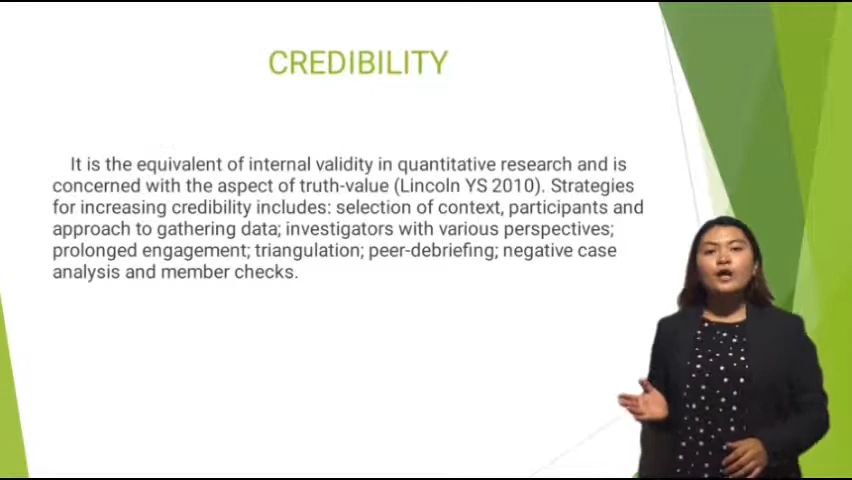 CREDIBILITY
It is the equivalent of internal validity in quantitative research and is
concerned with the aspect of truth-value (Lincoln YS 2010). Strategies
for increasing credibility includes: selection of context, participants and
approach to gathering data; investigators with various perspectives;
prolonged engagement; triangulation; peer-debriefing; negative case
analysis and member checks.